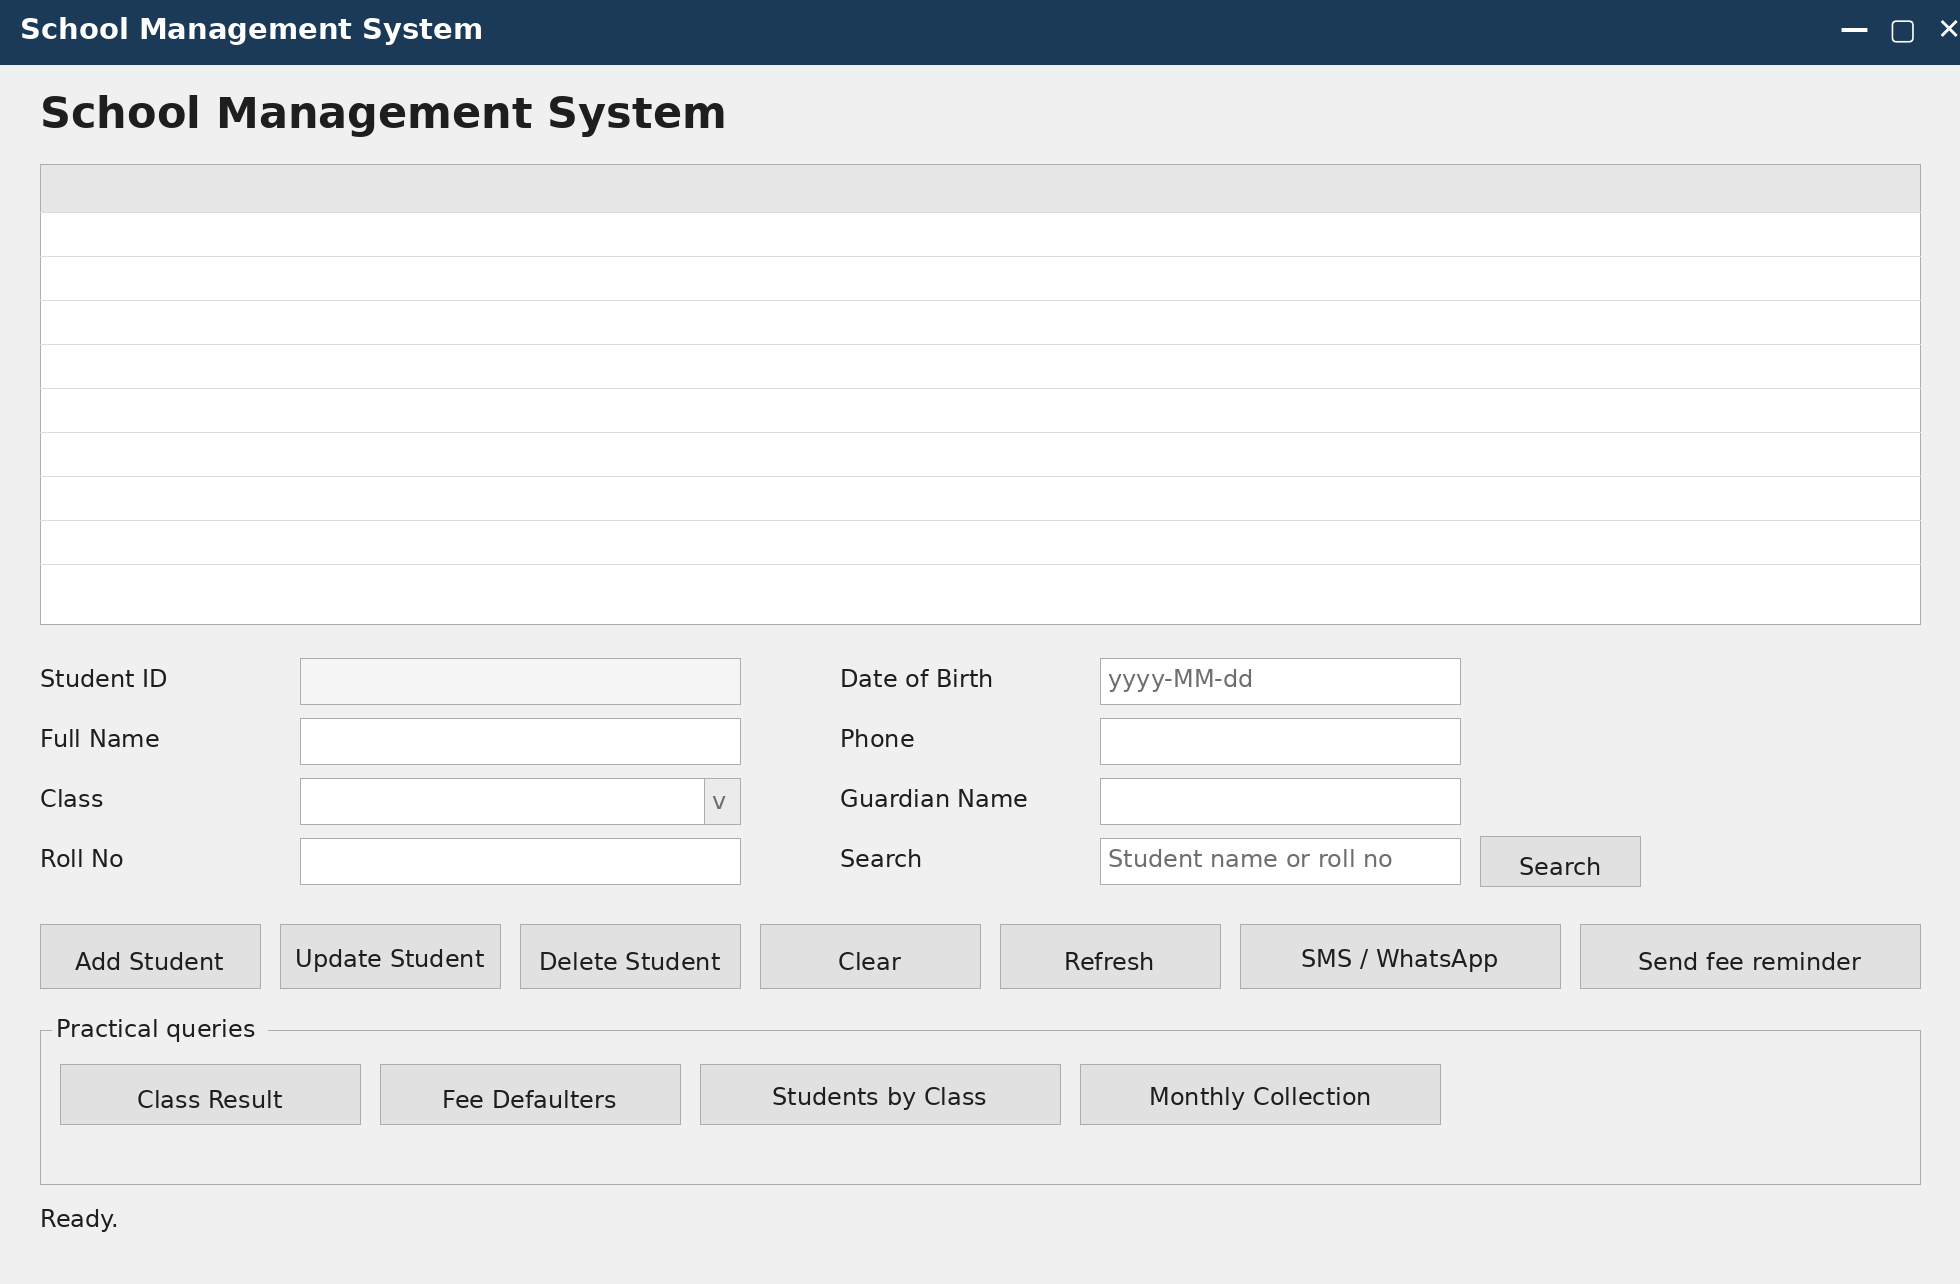 School Management System
School Management System
Student ID
Date of Birth
yyyy-MM-dd
Full Name
Phone
Class
v
Guardian Name
Roll No
Search
Student name or roll no
Search
Add Student
Update Student
Delete Student
Clear
Refresh
SMS / WhatsApp
Send fee reminder
Practical queries
Class Result
Fee Defaulters
Students by Class
Monthly Collection
Ready.